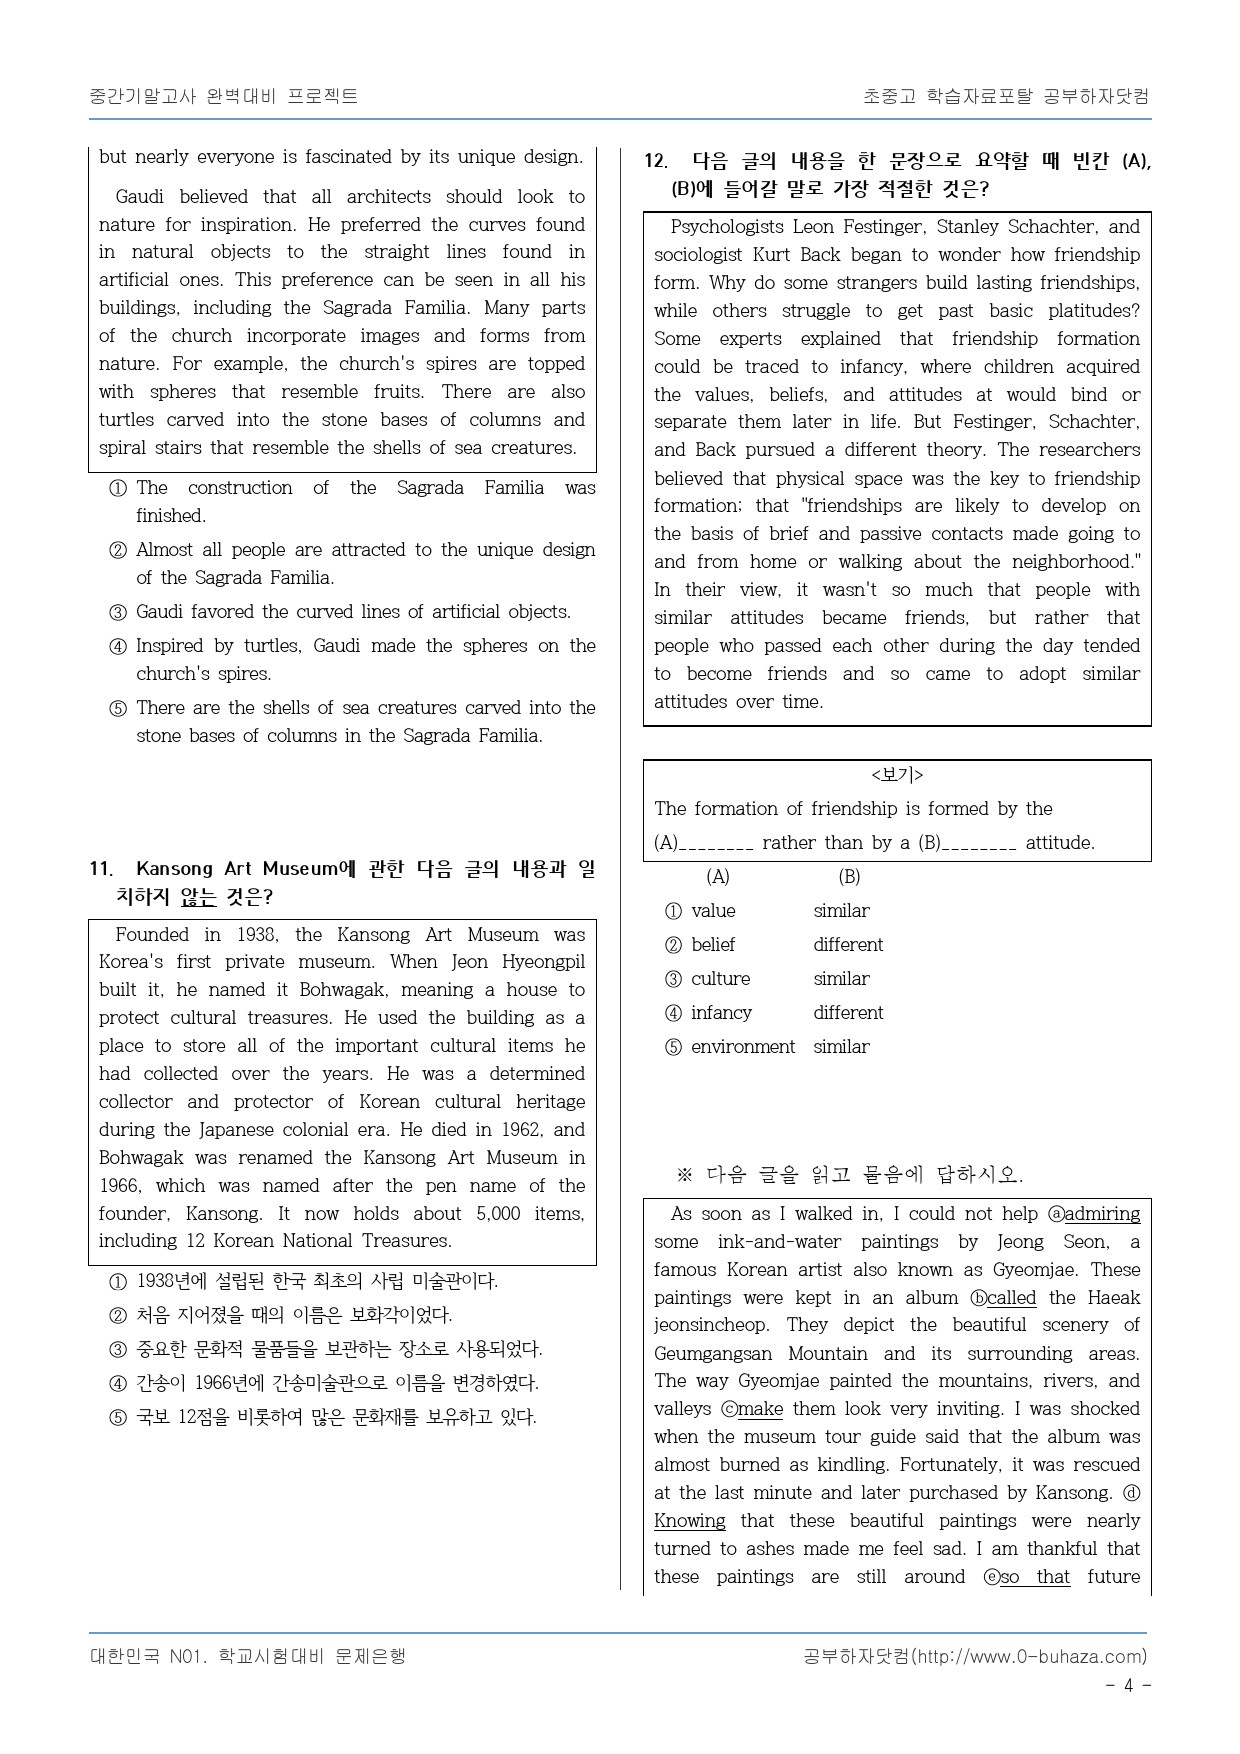 중간기말고사 완벽대비 프로젝트
초중고 학습자료포탈 공부하자닷컴
but nearly everyone is fascinated by its unique design.
Gaudi believed that all architects should look to
nature for inspiration. He preferred the curves found
in natural objects to the straight lines found in
artificial ones. This preference can be seen in all his
buildings, including the Sagrada Familia. Many parts
of the church incorporate images and forms from
nature. For example, the church's spires are topped
with spheres that resemble fruits. There are also
turtles carved into the stone bases of columns and
spiral stairs that resemble the shells of sea creatures.
① The construction of the Sagrada Familia was
finished.
② Almost all people are attracted to the unique design
of the Sagrada Familia.
③ Gaudi favored the curved lines of artificial objects.
④ Inspired by turtles, Gaudi made the spheres on the
church's spires.
⑤ There are the shells of sea creatures carved into the
stone bases of columns in the Sagrada Familia.
11. Kansong Art Museum에 관한 다음 글의 내용과 일
치하지 않는 것은?
Founded in 1938, the Kansong Art Museum was
Korea's first private museum. When Jeon Hyeongpil
built it, he named it Bohwagak, meaning a house to
protect cultural treasures. He used the building as a
place to store all of the important cultural items he
had collected over the years. He was a determined
collector and protector of Korean cultural heritage
during the Japanese colonial era. He died in 1962, and
Bohwagak was renamed the Kansong Art Museum in
1966, which was named after the pen name of the
founder, Kansong. It now holds about 5,000 items,
including 12 Korean National Treasures.
① 1938년에 설립된 한국 최초의 사립 미술관이다.
② 처음 지어졌을 때의 이름은 보화각이었다.
③ 중요한 문화적 물품들을 보관하는 장소로 사용되었다.
④ 간송이 1966년에 간송미술관으로 이름을 변경하였다.
⑤ 국보 12점을 비롯하여 많은 문화재를 보유하고 있다.
12. 다음 글의 내용을 한 문장으로 요약할 때 빈칸 (A),
(B)에 들어갈 말로 가장 적절한 것은?
Psychologists Leon Festinger, Stanley Schachter, and
sociologist Kurt Back began to wonder how friendship
form. Why do some strangers build lasting friendships,
while others struggle to get past basic platitudes?
Some experts explained that friendship formation
could be traced to infancy, where children acquired
the values, beliefs, and attitudes at would bind or
separate them later in life. But Festinger, Schachter,
and Back pursued a different theory. The researchers
believed that physical space was the key to friendship
formation; that "friendships are likely to develop on
the basis of brief and passive contacts made going to
and from home or walking about the neighborhood."
In their view, it wasn't so much that people with
similar attitudes became friends, but rather that
people who passed each other during the day tended
to become friends and so came to adopt similar
attitudes over time.
<보기>
The formation of friendship is formed by the
(A)________ rather than by a (B)________ attitude.
(A) (B)
① value similar
② belief different
③ culture similar
④ infancy different
⑤ environment similar
※ 다음 글을 읽고 물음에 답하시오.
As soon as I walked in, I could not help ⓐadmiring
some ink-and-water paintings by Jeong Seon, a
famous Korean artist also known as Gyeomjae. These
paintings were kept in an album ⓑcalled the Haeak
jeonsincheop. They depict the beautiful scenery of
Geumgangsan Mountain and its surrounding areas.
The way Gyeomjae painted the mountains, rivers, and
valleys ⓒmake them look very inviting. I was shocked
when the museum tour guide said that the album was
almost burned as kindling. Fortunately, it was rescued
at the last minute and later purchased by Kansong. ⓓ
Knowing that these beautiful paintings were nearly
turned to ashes made me feel sad. I am thankful that
these paintings are still around ⓔso that future
대한민국 N01. 학교시험대비 문제은행
공부하자닷컴(http://www.0-buhaza.com)
- 4 -